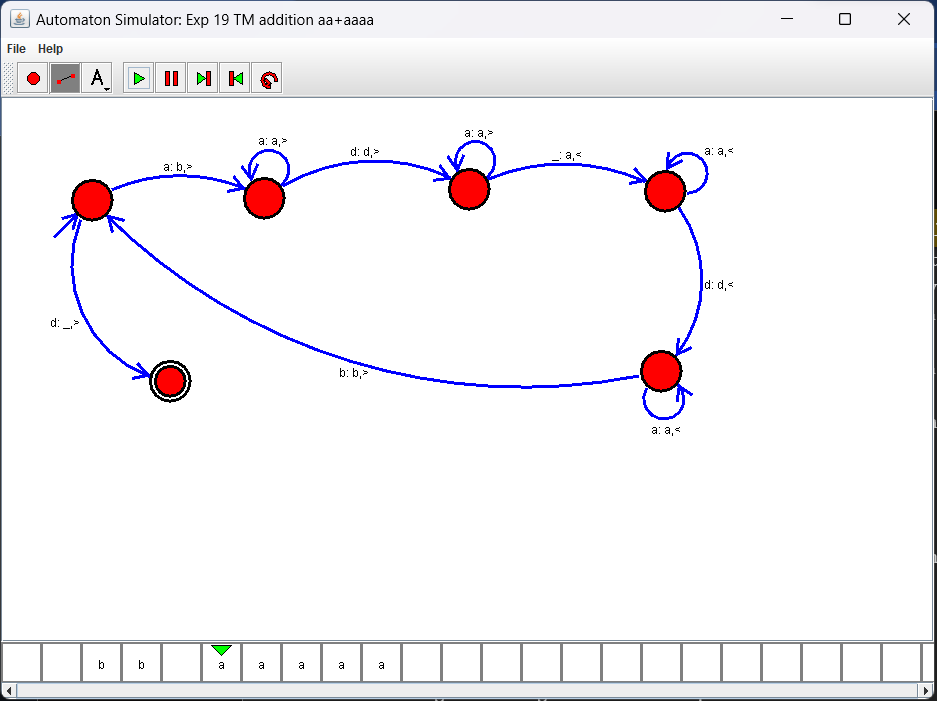 Automaton Simulator: Exp 19 TM addition aa+aaaa
File Help
A
a: a,>
a: a,>
d: d,>
_: a,<
a: a,<
a: b,>
d: d,<
d: _,>
b: b,>
a: a,<
b b a a a a a